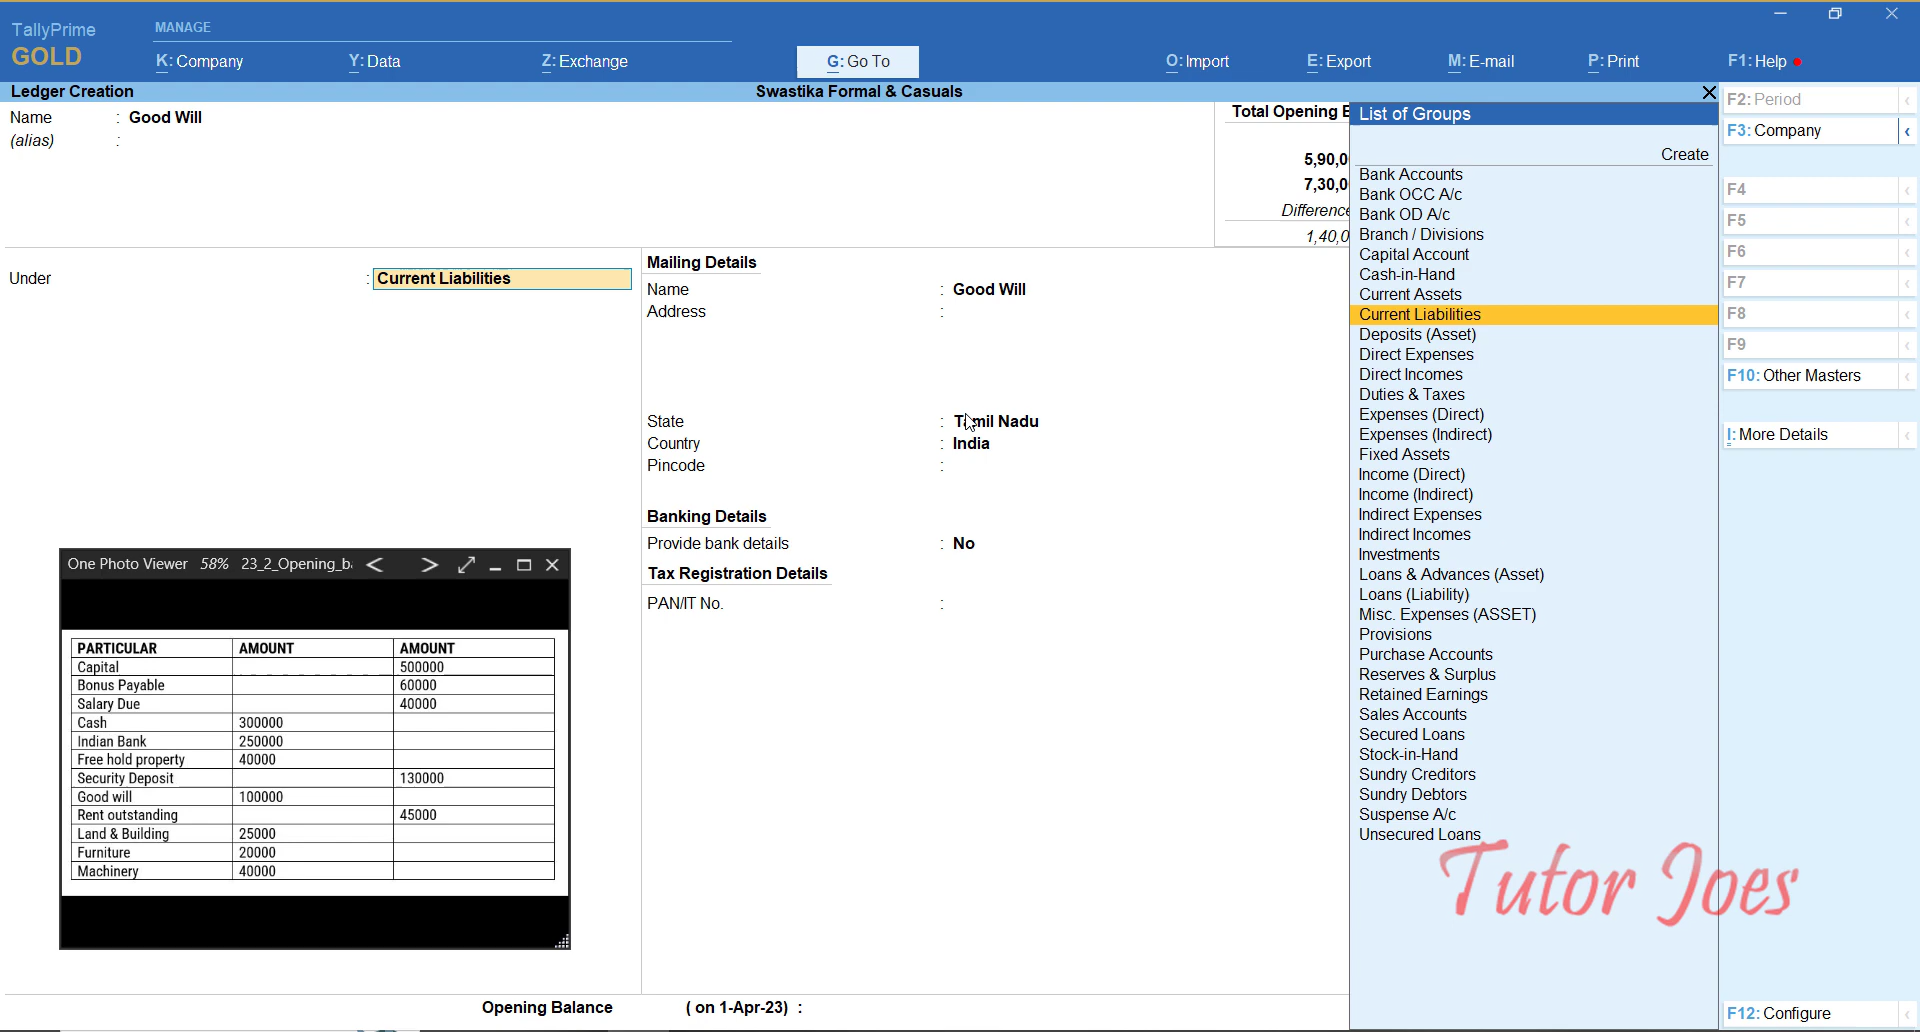 TallyPrime
GOLD
MANAGE
K: Company
Y: Data
Z: Exchange
G: Go To
O: Import
E: Export
M: E-mail
P: Print
F1: Help
Ledger Creation
Swastika Formal & Casuals
Name : Good Will
(alias) :
Total Opening B
5,90,0
7,30,0
Difference
1,40,0
Under : Current Liabilities
Mailing Details
Name : Good Will
Address :
State : Tamil Nadu
Country : India
Pincode :
Banking Details
Provide bank details : No
Tax Registration Details
PAN/IT No. :
One Photo Viewer 58% 23_2_Opening_ba
PARTICULAR AMOUNT AMOUNT
Capital 500000
Bonus Payable 60000
Salary Due 40000
Cash 300000
Indian Bank 250000
Free hold property 40000
Security Deposit 130000
Good will 100000
Rent outstanding 45000
Land & Building 25000
Furniture 20000
Machinery 40000
Opening Balance ( on 1-Apr-23) :
List of Groups
Create
Bank Accounts
Bank OCC A/c
Bank OD A/c
Branch / Divisions
Capital Account
Cash-in-Hand
Current Assets
Current Liabilities
Deposits (Asset)
Direct Expenses
Direct Incomes
Duties & Taxes
Expenses (Direct)
Expenses (Indirect)
Fixed Assets
Income (Direct)
Income (Indirect)
Indirect Expenses
Indirect Incomes
Investments
Loans & Advances (Asset)
Loans (Liability)
Misc. Expenses (ASSET)
Provisions
Purchase Accounts
Reserves & Surplus
Retained Earnings
Sales Accounts
Secured Loans
Stock-in-Hand
Sundry Creditors
Sundry Debtors
Suspense A/c
Unsecured Loans
Tutor Joes
F2: Period
F3: Company
F4
F5
F6
F7
F8
F9
F10: Other Masters
I: More Details
F12: Configure